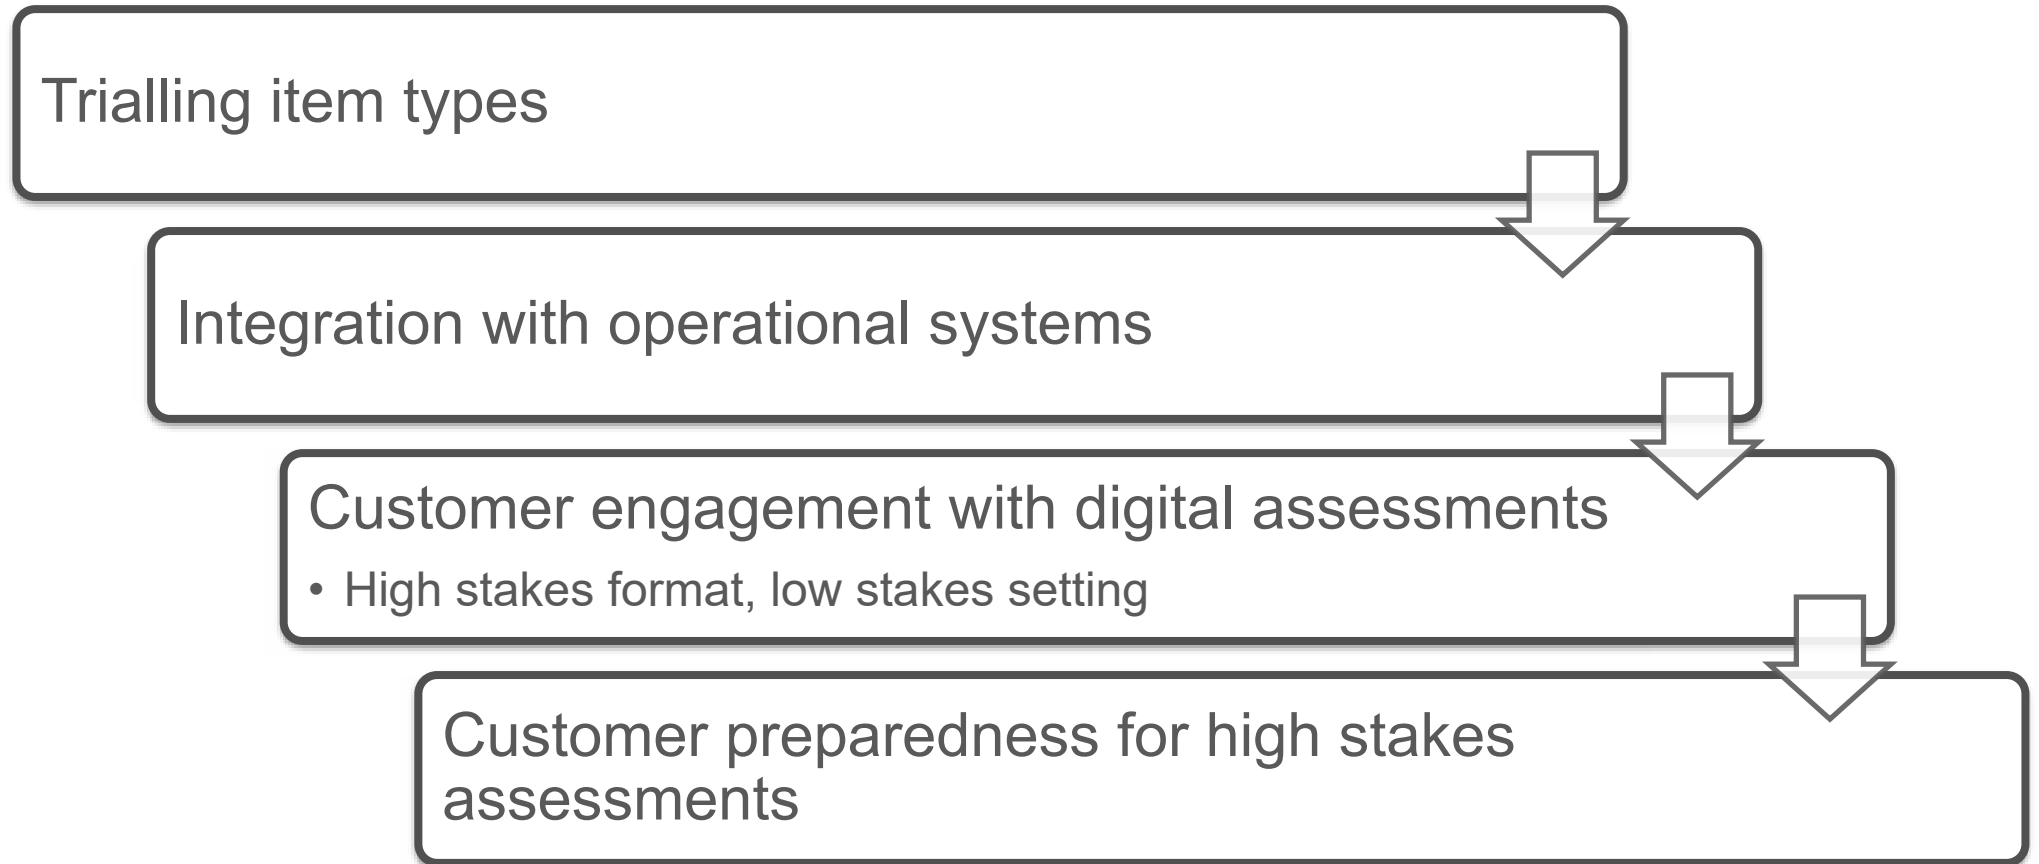 Trialling item types
Integration with operational systems
Customer engagement with digital assessments
• High stakes format, low stakes setting
Customer preparedness for high stakes
assessments